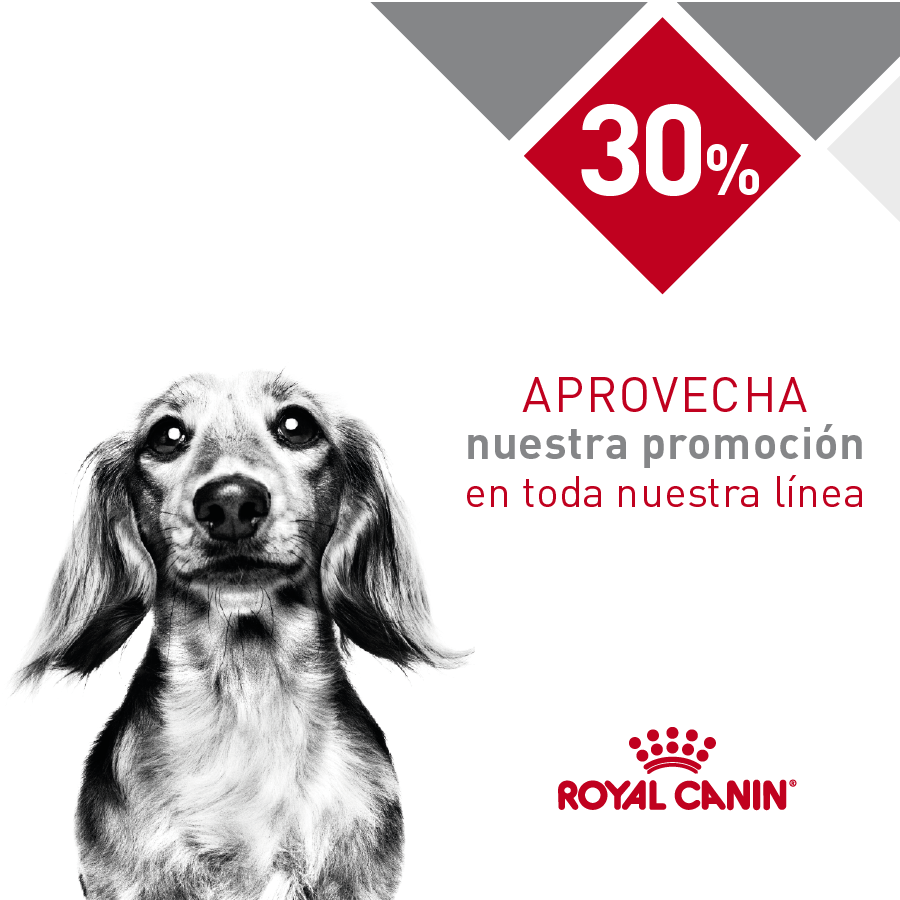 30%
APROVECHA
nuestra promoción
en toda nuestra línea
ROYAL CANIN®